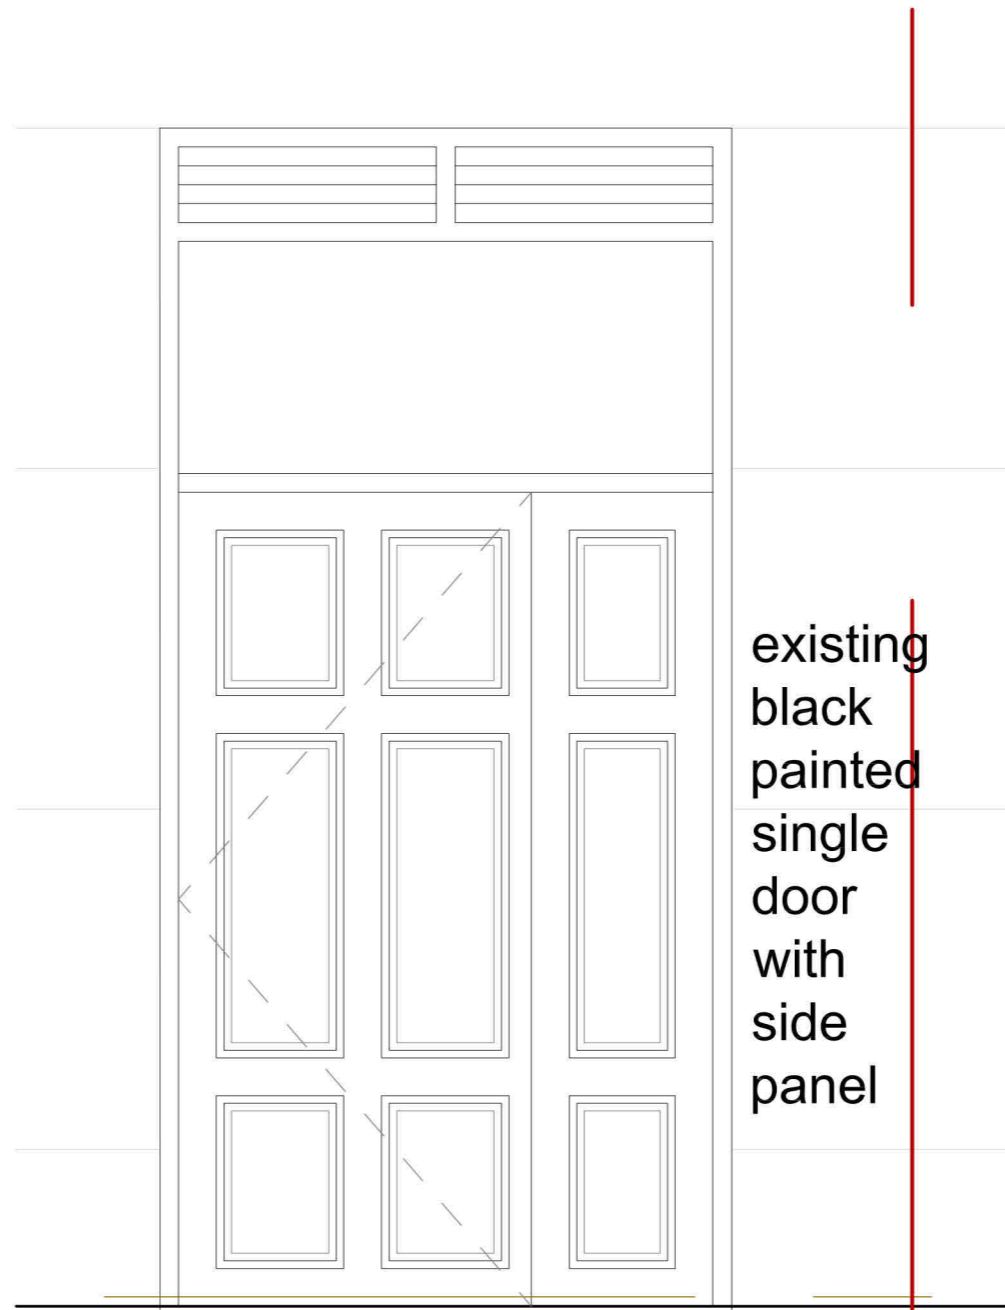 existing
black
painted
single
door
with
side
panel